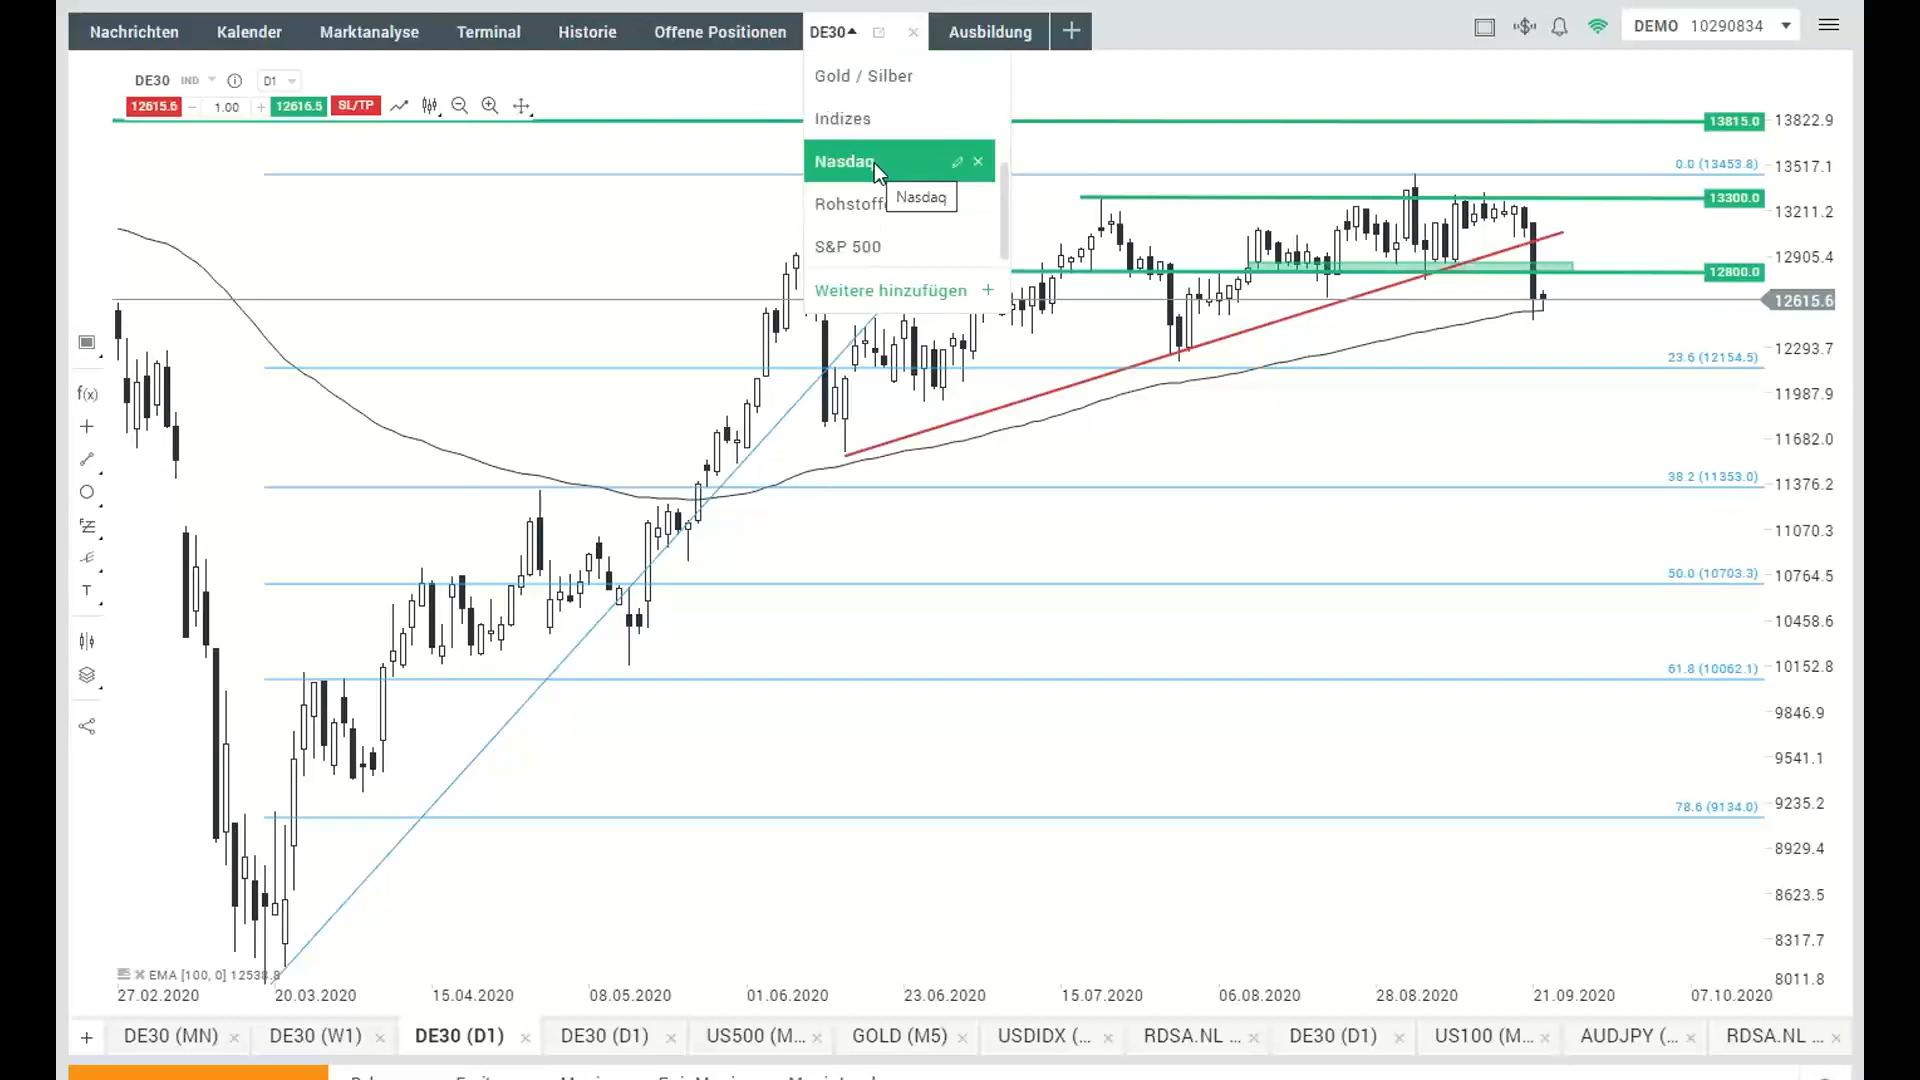 Nachrichten Kalender Marktanalyse Terminal Historie Offene Positionen DE30 Ausbildung
DEMO 10290834
Gold / Silber
Indizes
Nasdaq
Nasdaq
Rohstoffe
S&P 500
Weitere hinzufügen +
DE30 IND D1
12615.6 1.00 12616.5 SL/TP
13815.0
13822.9
0.0 (13453.8)
13517.1
13300.0
13211.2
12905.4
12800.0
12615.6
12293.7
23.6 (12154.5)
11987.9
11682.0
38.2 (11353.0)
11376.2
11070.3
50.0 (10703.3)
10764.5
10458.6
61.8 (10062.1)
10152.8
9846.9
9541.1
78.6 (9134.0)
9235.2
8929.4
8623.5
8317.7
8011.8
f(x)
T
EMA [100, 0] 12538.8
27.02.2020 20.03.2020 15.04.2020 08.05.2020 01.06.2020 23.06.2020 15.07.2020 06.08.2020 28.08.2020 21.09.2020 07.10.2020
+ DE30 (MN) DE30 (W1) DE30 (D1) DE30 (D1) US500 (M... GOLD (M5) USDIDX (... RDSA.NL ... DE30 (D1) US100 (M... AUDJPY (... RDSA.NL ...